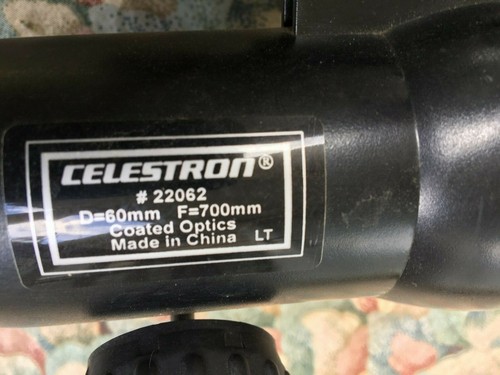 CELESTRON®
# 22062
D=60mm F=700mm
Coated Optics
Made in China LT